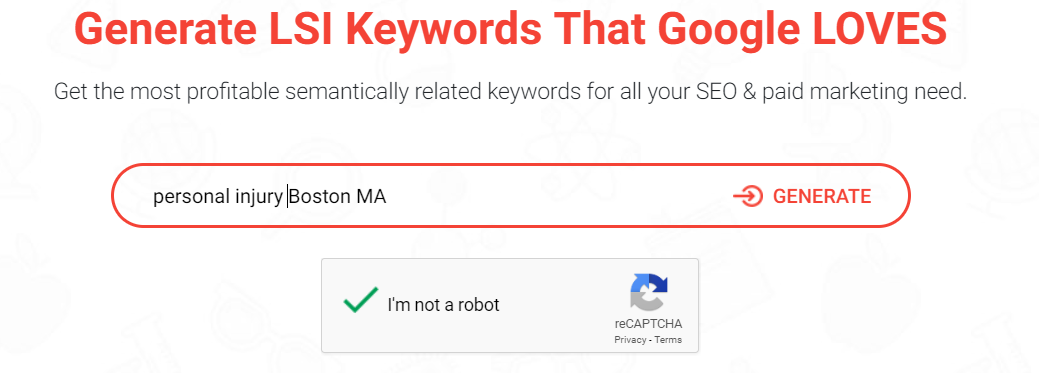 Generate LSI Keywords That Google LOVES
Get the most profitable semantically related keywords for all your SEO & paid marketing need.
personal injury Boston MA
GENERATE
I'm not a robot
reCAPTCHA
Privacy - Terms